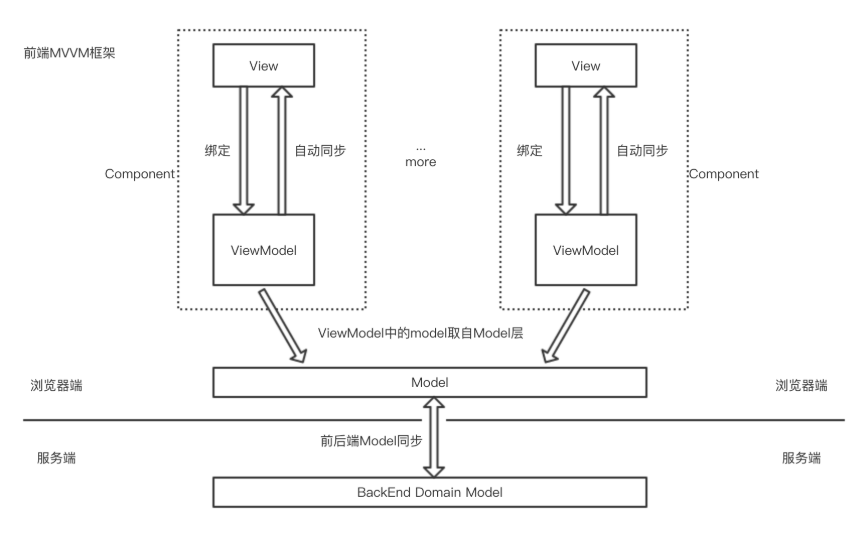 前端MVVM框架
View
View
绑定
自动同步
...
more
绑定
自动同步
Component
Component
ViewModel
ViewModel
ViewModel中的model取自Model层
Model
浏览器端
浏览器端
前后端Model同步
服务端
服务端
BackEnd Domain Model